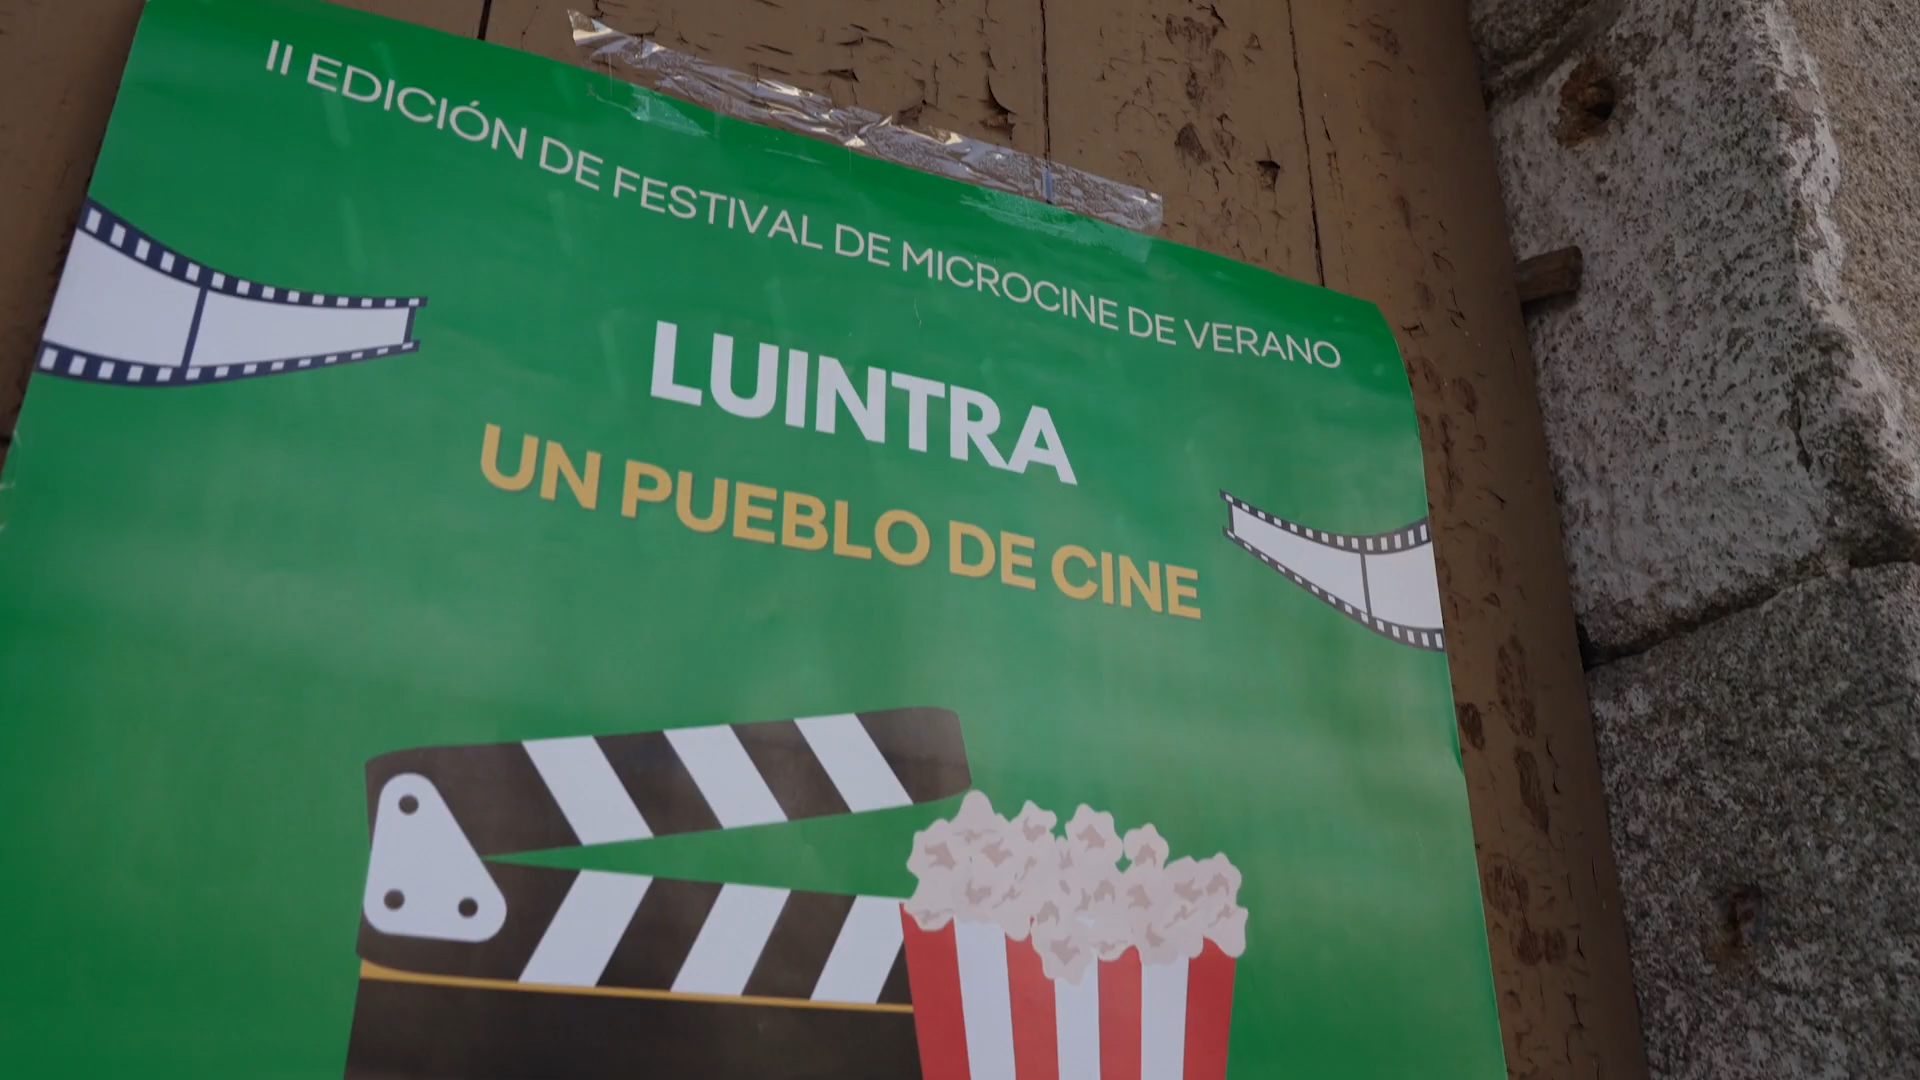 II EDICIÓN DE FESTIVAL DE MICROCINE DE VERANO
LUINTRA
UN PUEBLO DE CINE